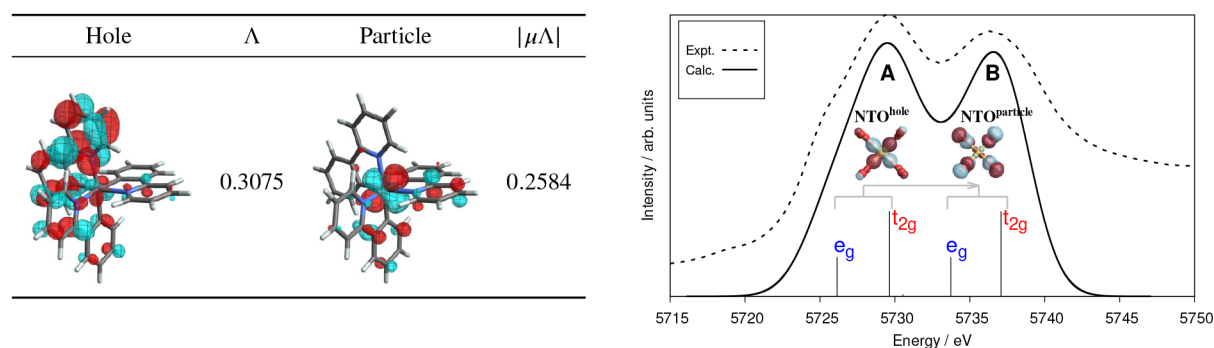 Hole Λ Particle |μΛ|
0.3075 0.2584
Expt.
Calc.
A B
NTO^hole NTO^particle
t_2g t_2g
e_g e_g
Intensity / arb. units
5715 5720 5725 5730 5735 5740 5745 5750
Energy / eV